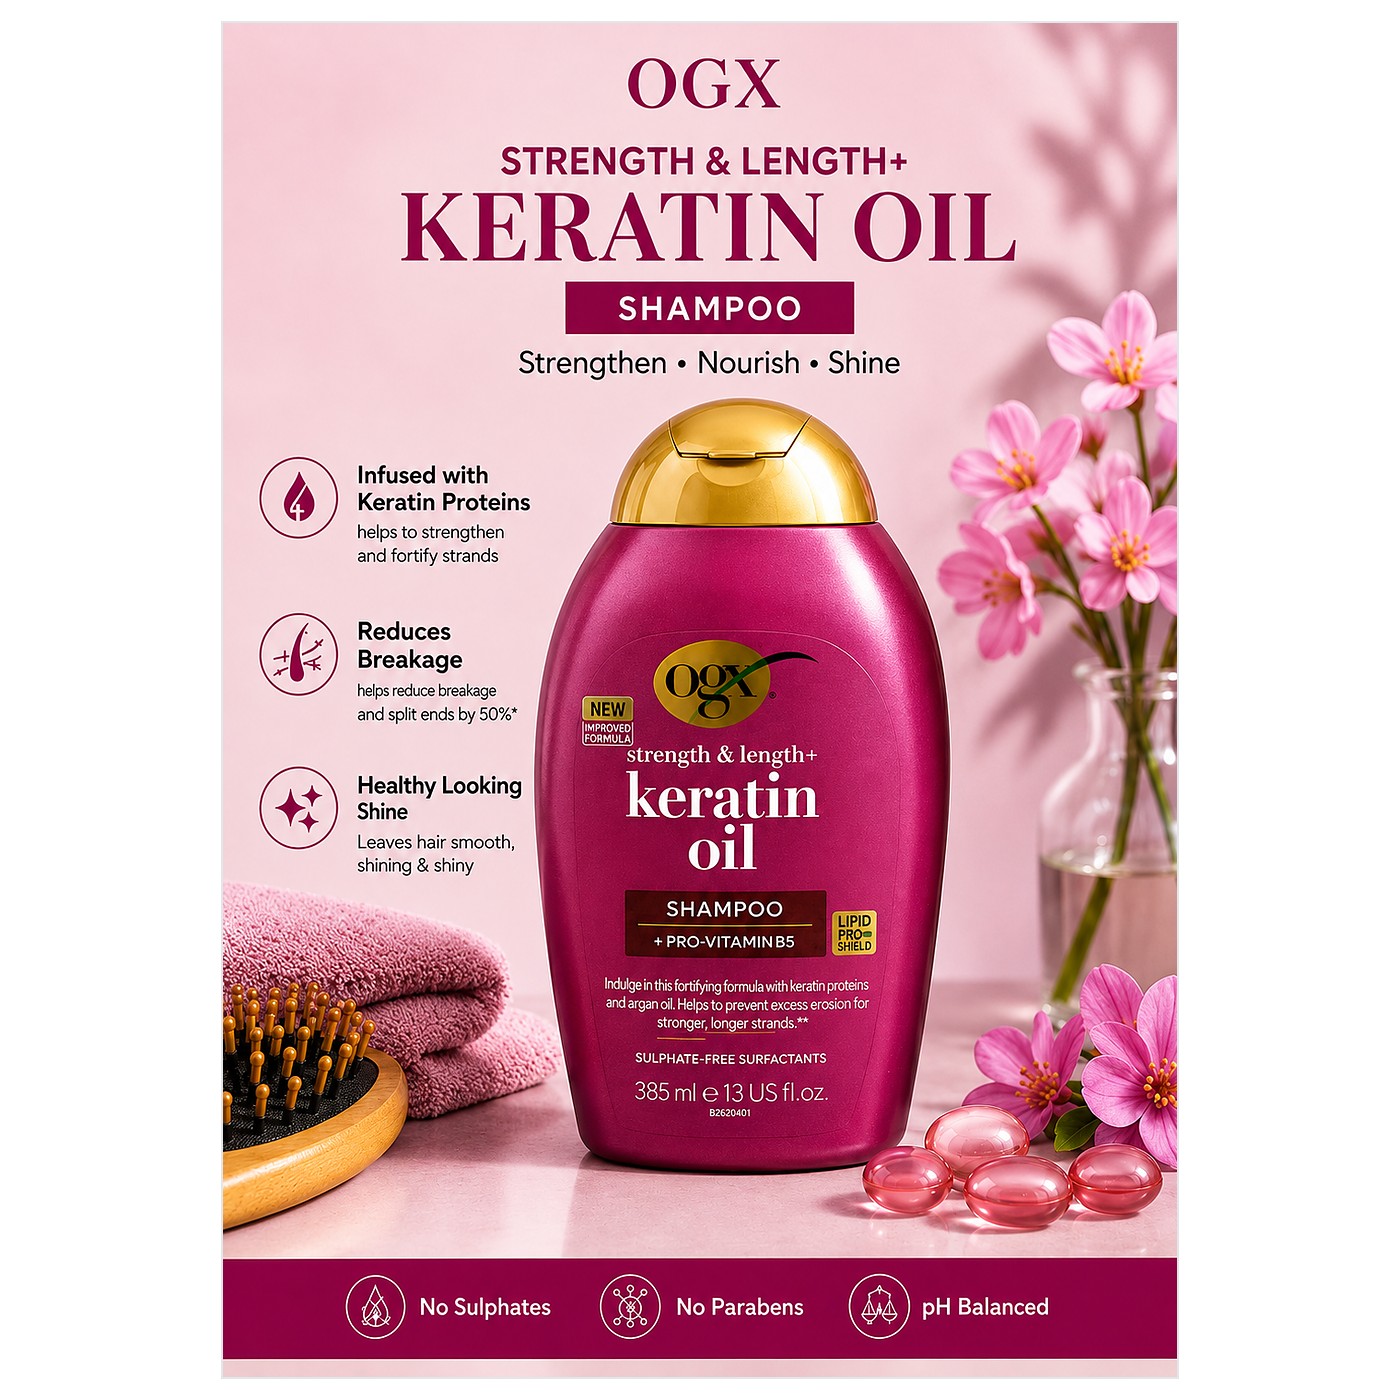 OGX
STRENGTH & LENGTH+
KERATIN OIL
SHAMPOO
Strengthen • Nourish • Shine
Infused with
Keratin Proteins
helps to strengthen
and fortify strands
Reduces
Breakage
helps reduce breakage
and split ends by 50%*
Healthy Looking
Shine
Leaves hair smooth,
shining & shiny
ogx®
NEW
IMPROVED
FORMULA
strength & length+
keratin
oil
SHAMPOO
+ PRO-VITAMIN B5
LIPID
PRO-
SHIELD
Indulge in this fortifying formula with keratin proteins
and argan oil. Helps to prevent excess erosion for
stronger, longer strands.**
SULPHATE-FREE SURFACTANTS
385 ml e 13 US fl.oz.
B2620401
No Sulphates
No Parabens
pH Balanced